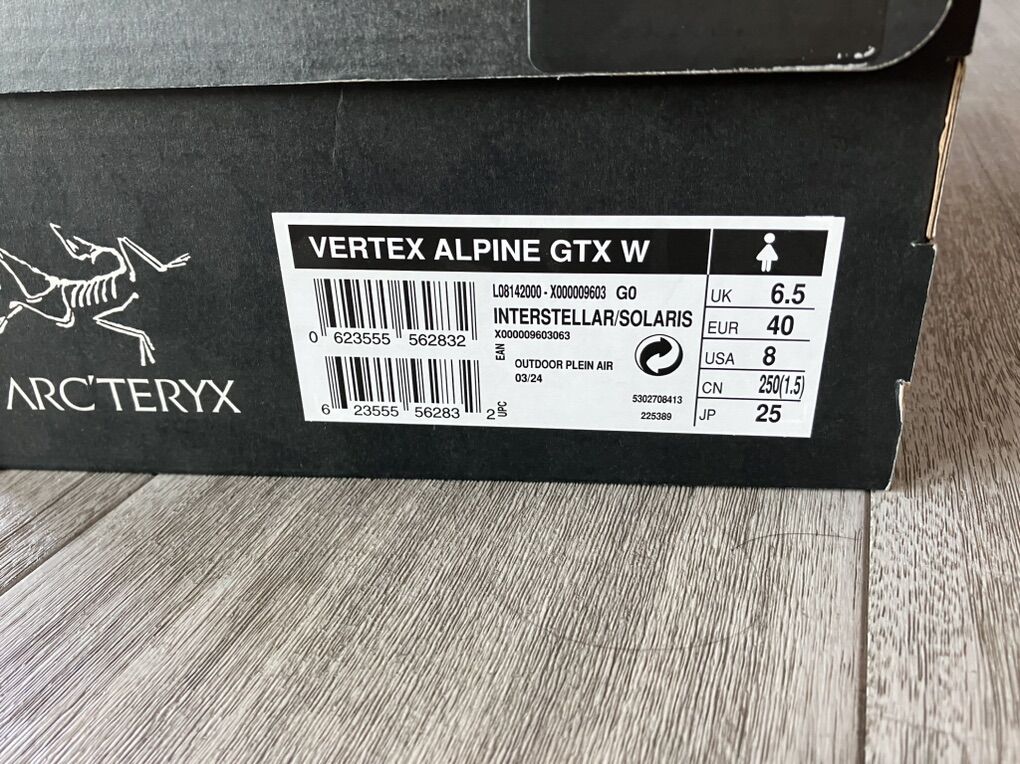 ARC'TERYX
VERTEX ALPINE GTX W
L08142000 - X000009603 G0
INTERSTELLAR/SOLARIS
X000009603063
0 623555 562832
EAN
OUTDOOR PLEIN AIR
03/24
6 23555 56283 2
UPC
5302708413
225389
UK 6.5
EUR 40
USA 8
CN 250(1.5)
JP 25